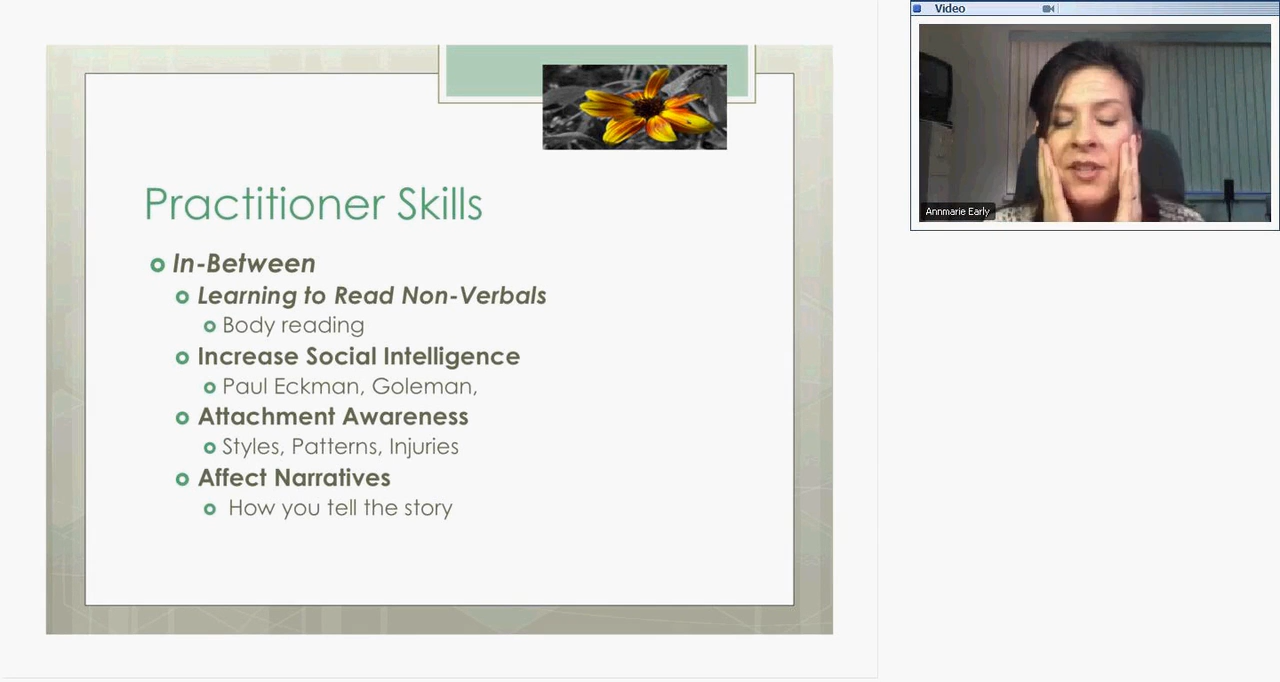 Video
Annmarie Early
Practitioner Skills
In-Between
Learning to Read Non-Verbals
Body reading
Increase Social Intelligence
Paul Eckman, Goleman,
Attachment Awareness
Styles, Patterns, Injuries
Affect Narratives
How you tell the story